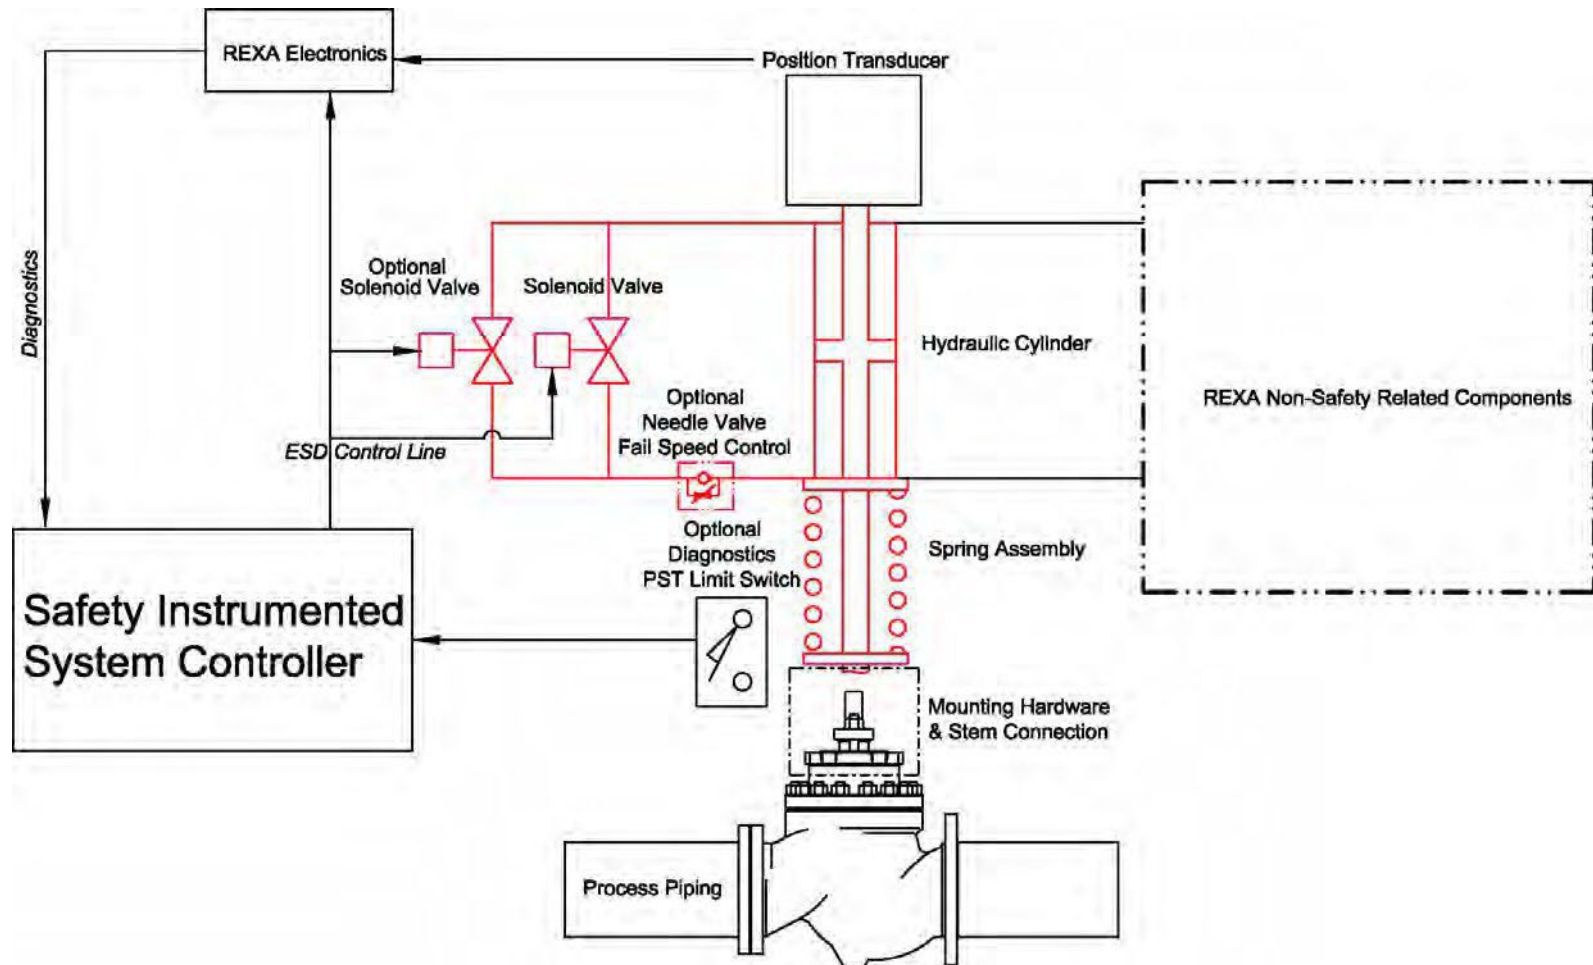 REXA Electronics
Position Transducer
Diagnostics
Optional
Solenoid Valve
Solenoid Valve
Hydraulic Cylinder
REXA Non-Safety Related Components
Optional
Needle Valve
Fail Speed Control
ESD Control Line
Optional
Diagnostics
PST Limit Switch
Spring Assembly
Safety Instrumented
System Controller
Mounting Hardware
& Stem Connection
Process Piping